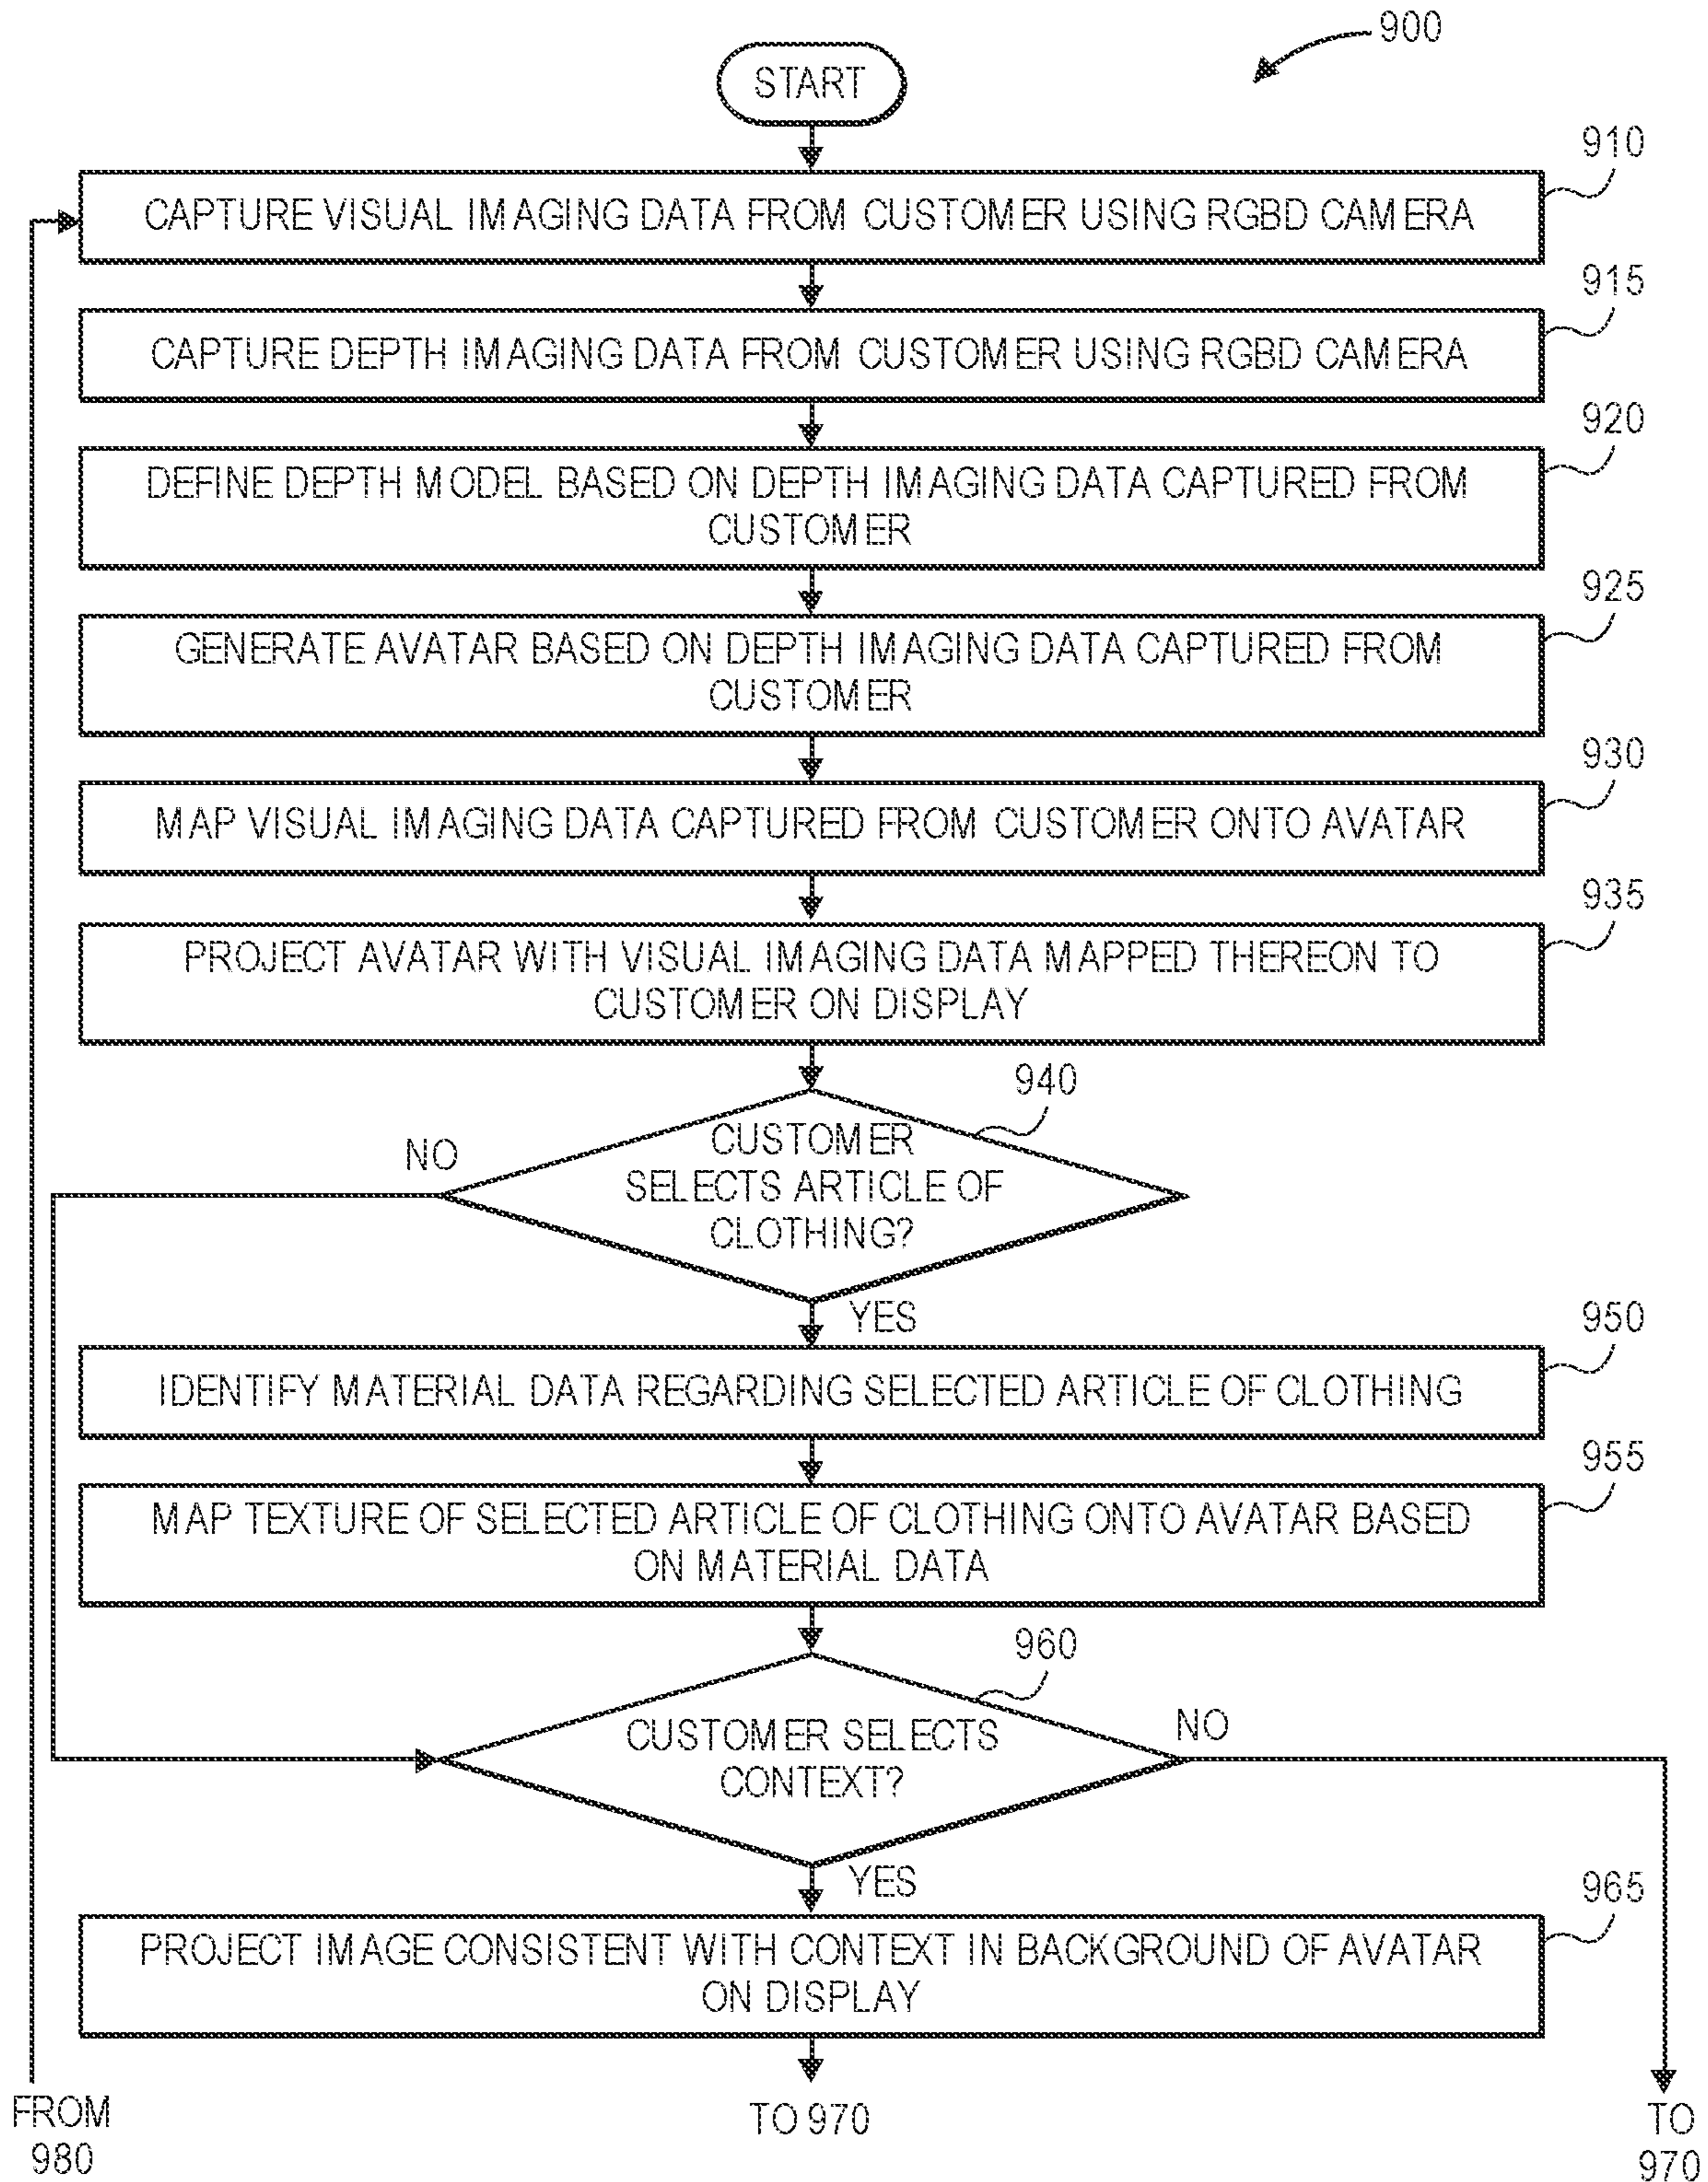 900
START
910
CAPTURE VISUAL IMAGING DATA FROM CUSTOMER USING RGBD CAMERA
915
CAPTURE DEPTH IMAGING DATA FROM CUSTOMER USING RGBD CAMERA
920
DEFINE DEPTH MODEL BASED ON DEPTH IMAGING DATA CAPTURED FROM
CUSTOMER
925
GENERATE AVATAR BASED ON DEPTH IMAGING DATA CAPTURED FROM
CUSTOMER
930
MAP VISUAL IMAGING DATA CAPTURED FROM CUSTOMER ONTO AVATAR
935
PROJECT AVATAR WITH VISUAL IMAGING DATA MAPPED THEREON TO
CUSTOMER ON DISPLAY
940
NO
CUSTOMER
SELECTS ARTICLE OF
CLOTHING?
YES
950
IDENTIFY MATERIAL DATA REGARDING SELECTED ARTICLE OF CLOTHING
955
MAP TEXTURE OF SELECTED ARTICLE OF CLOTHING ONTO AVATAR BASED
ON MATERIAL DATA
960
CUSTOMER SELECTS
CONTEXT?
NO
YES
965
PROJECT IMAGE CONSISTENT WITH CONTEXT IN BACKGROUND OF AVATAR
ON DISPLAY
FROM
980
TO 970
TO
970